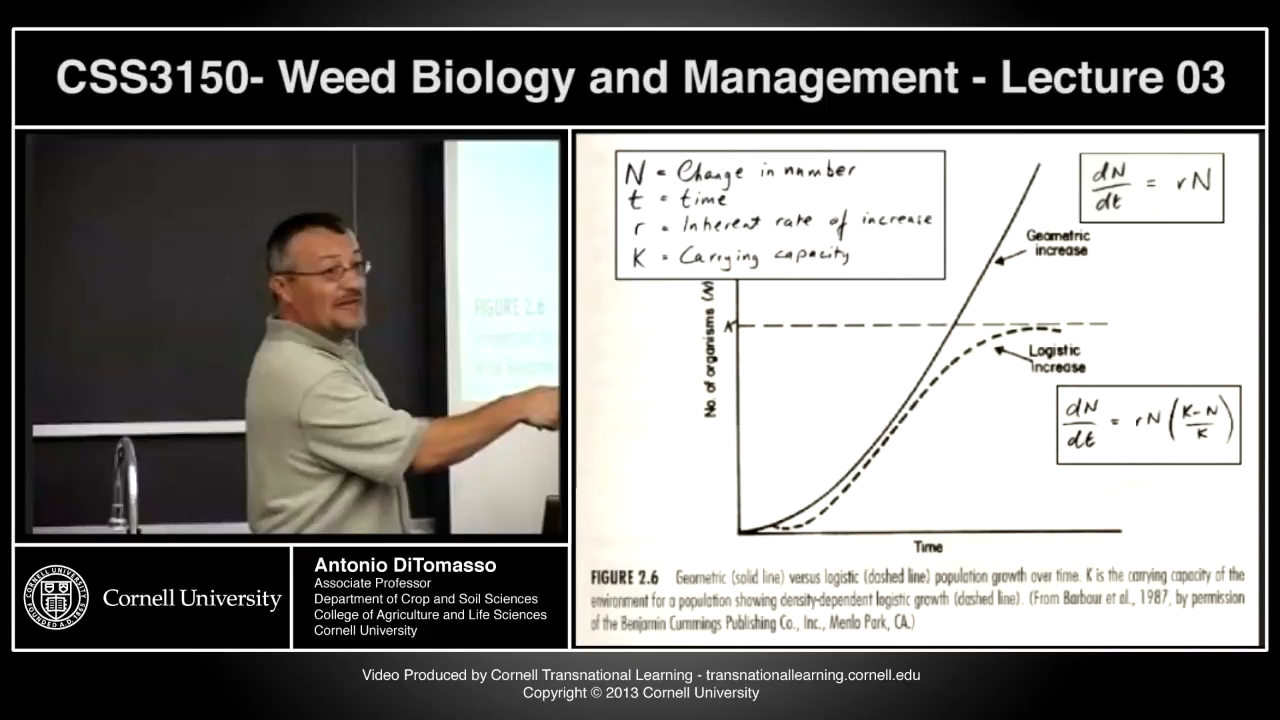 CSS3150- Weed Biology and Management - Lecture 03
FIGURE 2.6
N = Change in number
t = time
r = Inherent rate of increase
K = Carrying capacity
dN/dt = rN
Geometric
increase
No. of organisms (N)
K
Logistic
increase
dN/dt = rN (K-N/K)
Time
FIGURE 2.6 Geometric (solid line) versus logistic (dashed line) population growth over time. K is the carrying capacity of the
environment for a population showing density-dependent logistic growth (dashed line). (From Barbour et al., 1987, by permission
of the Benjamin Cummings Publishing Co., Inc., Menlo Park, CA.)
Cornell University
Antonio DiTomasso
Associate Professor
Department of Crop and Soil Sciences
College of Agriculture and Life Sciences
Cornell University
Video Produced by Cornell Transnational Learning - transnationallearning.cornell.edu
Copyright © 2013 Cornell University